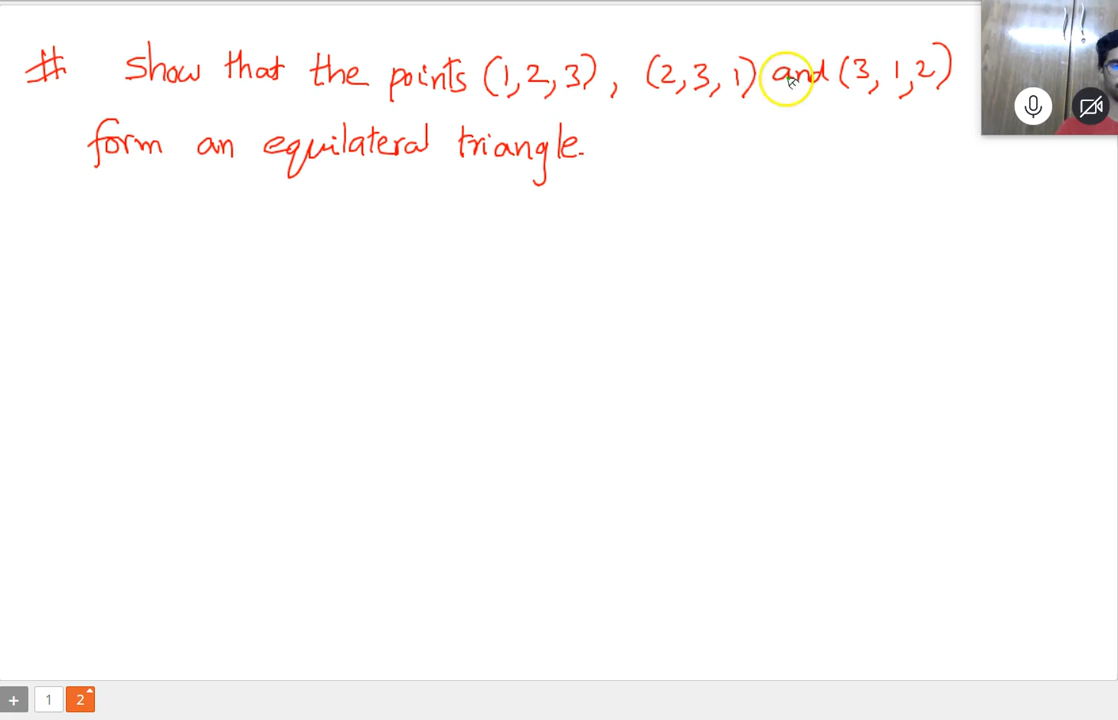 # show that the points (1,2,3), (2,3,1) and (3,1,2)
form an equilateral triangle.
+ 1 2